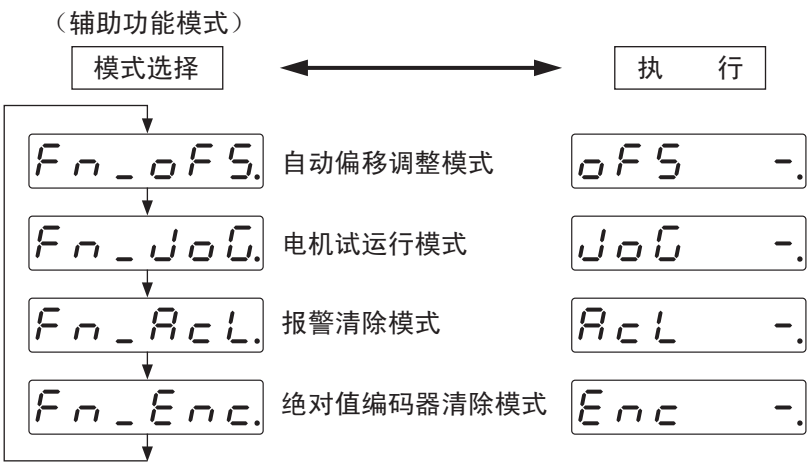 （辅助功能模式）
模式选择 执 行
Fn_oFS. 自动偏移调整模式 oFS -.
Fn_JoG. 电机试运行模式 JoG -.
Fn_AcL. 报警清除模式 AcL -.
Fn_Enc. 绝对值编码器清除模式 Enc -.